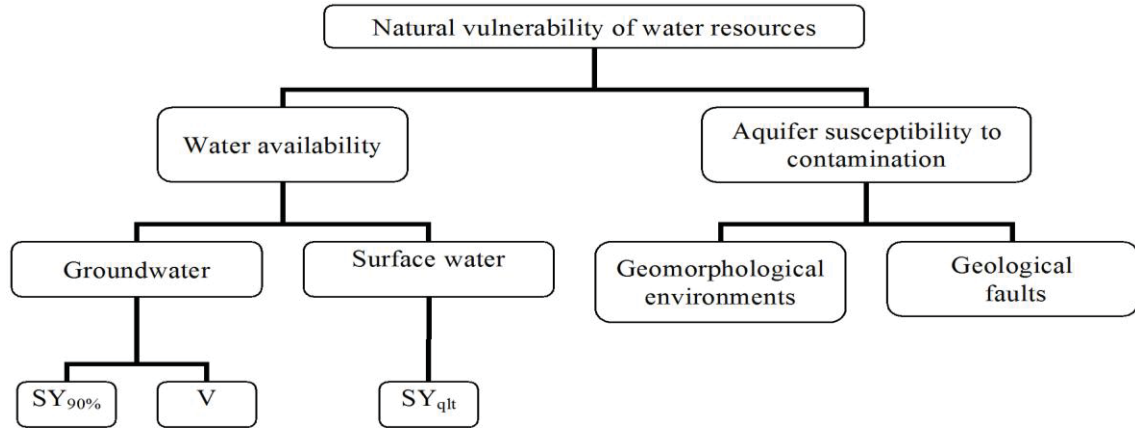 Natural vulnerability of water resources
Water availability
Aquifer susceptibility to
contamination
Groundwater
Surface water
Geomorphological
environments
Geological
faults
SY90%
V
SYqlt